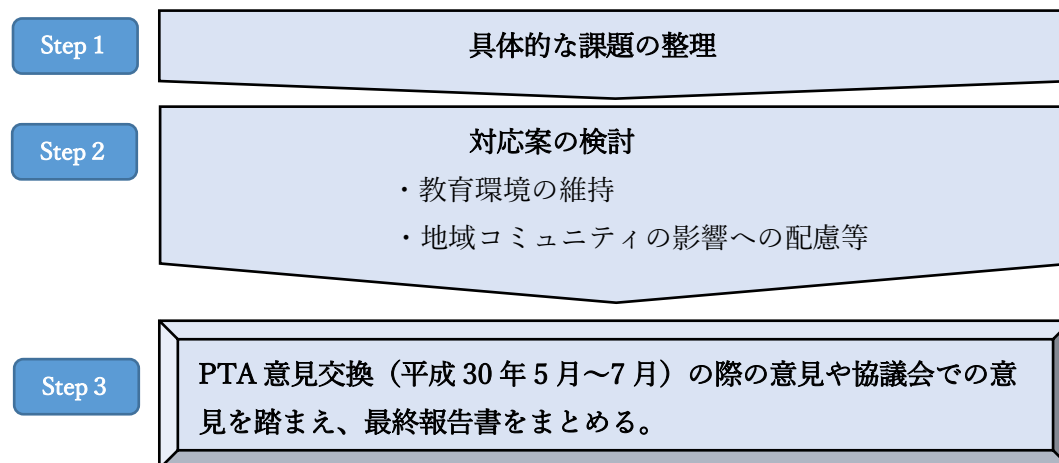 Step 1
具体的な課題の整理
Step 2
対応案の検討
・教育環境の維持
・地域コミュニティの影響への配慮等
Step 3
PTA 意見交換（平成 30 年 5 月～7 月）の際の意見や協議会での意
見を踏まえ、最終報告書をまとめる。